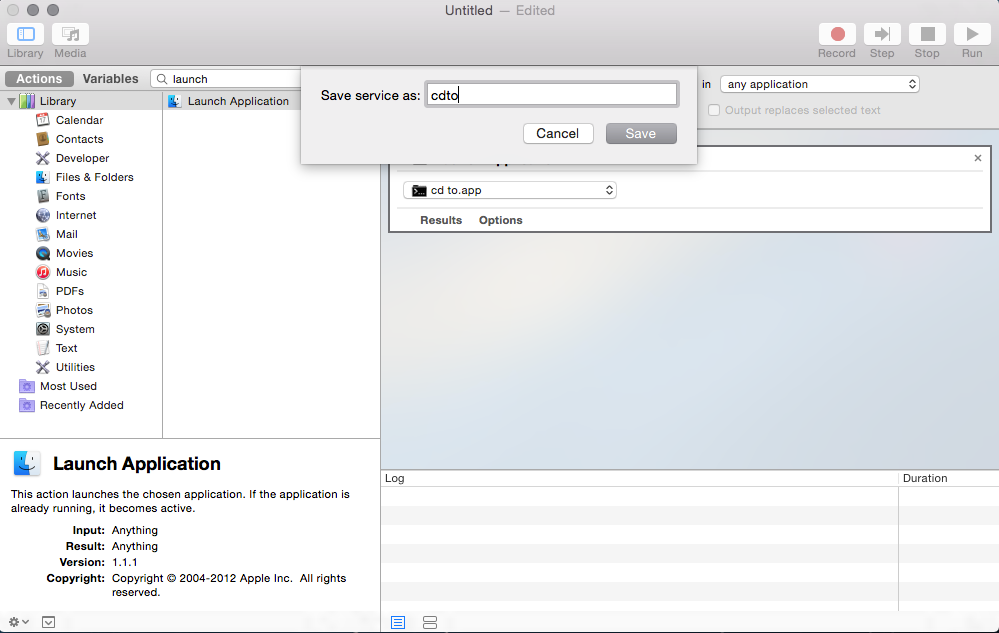 Untitled — Edited
Library
Media
Record
Step
Stop
Run
Actions
Variables
launch
Save service as: cdto
Cancel
Save
in
any application
Output replaces selected text
Library
Calendar
Contacts
Developer
Files & Folders
Fonts
Internet
Mail
Movies
Music
PDFs
Photos
System
Text
Utilities
Most Used
Recently Added
Launch Application
cd to.app
Results
Options
Launch Application
This action launches the chosen application. If the application is
already running, it becomes active.
Input: Anything
Result: Anything
Version: 1.1.1
Copyright: Copyright © 2004-2012 Apple Inc. All rights
reserved.
Log
Duration